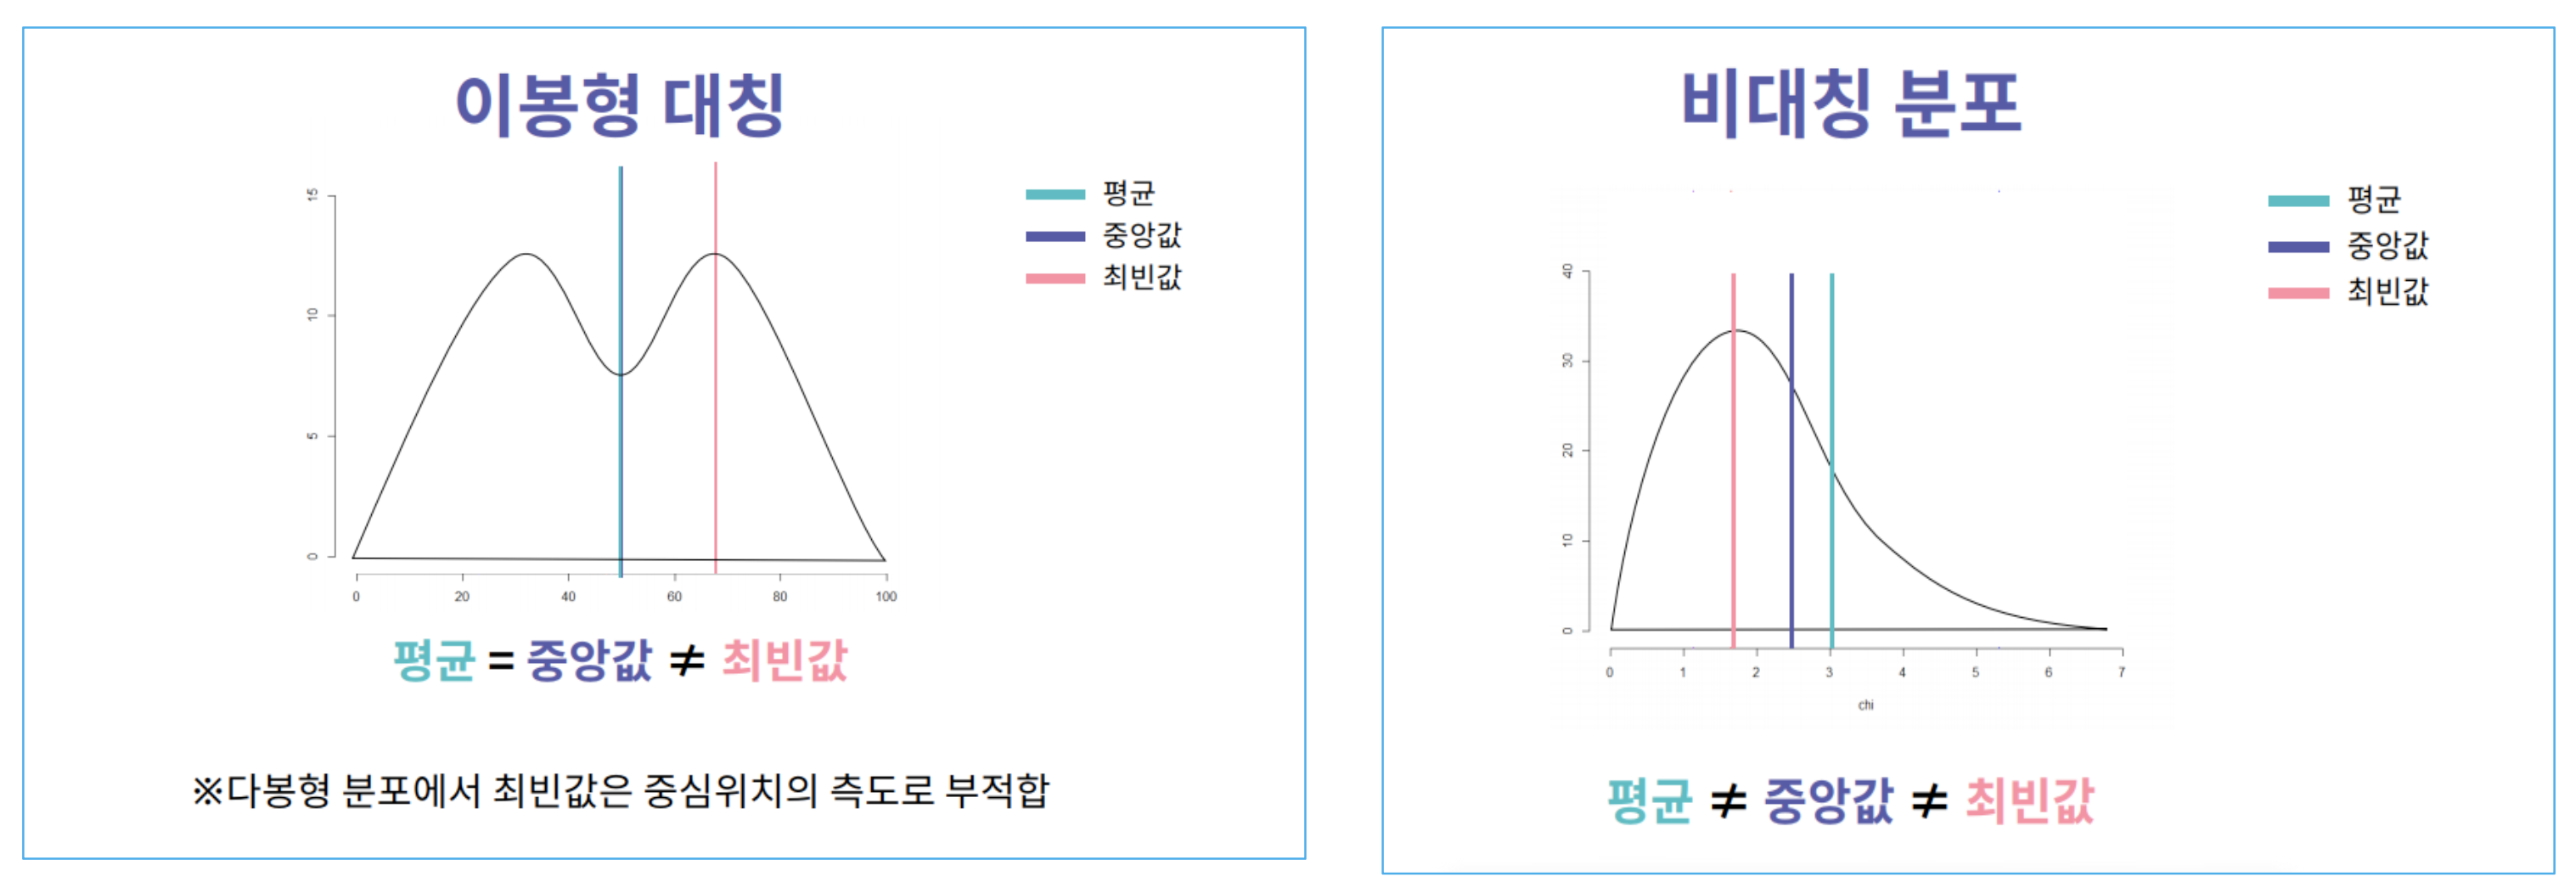 이봉형 대칭
평균
중앙값
최빈값
15
10
5
0
0 20 40 60 80 100
평균 = 중앙값 ≠ 최빈값
※다봉형 분포에서 최빈값은 중심위치의 측도로 부적합
비대칭 분포
평균
중앙값
최빈값
40
30
20
10
0
0 1 2 3 4 5 6 7
chi
평균 ≠ 중앙값 ≠ 최빈값